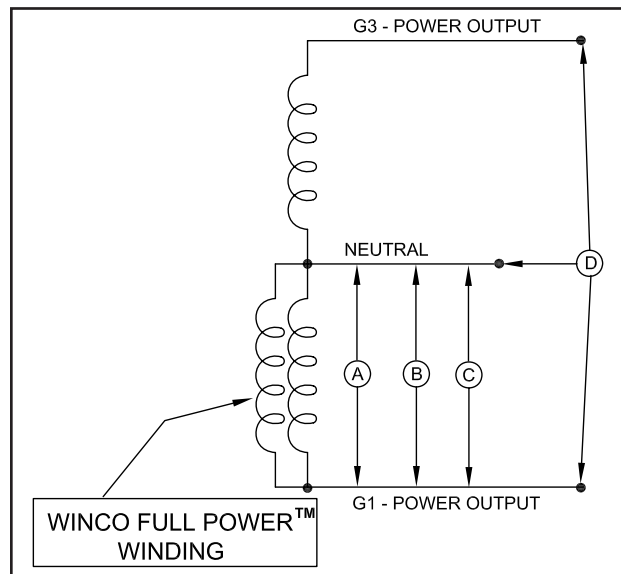 G3 - POWER OUTPUT
NEUTRAL
D
A
B
C
G1 - POWER OUTPUT
WINCO FULL POWER™
WINDING